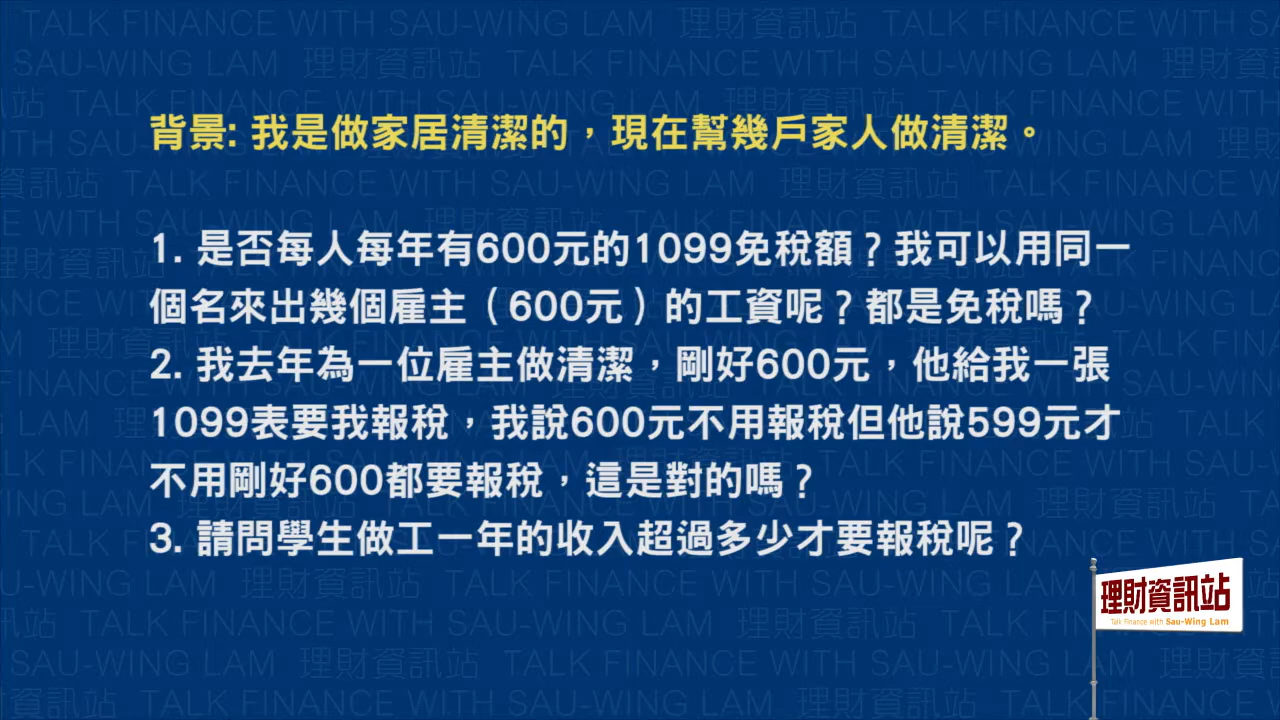 背景: 我是做家居清潔的，現在幫幾戶家人做清潔。
1. 是否每人每年有600元的1099免稅額？我可以用同一
個名來出幾個雇主（600元）的工資呢？都是免稅嗎？
2. 我去年為一位雇主做清潔，剛好600元，他給我一張
1099表要我報稅，我說600元不用報稅但他說599元才
不用剛好600都要報稅，這是對的嗎？
3. 請問學生做工一年的收入超過多少才要報稅呢？
理財資訊站
Talk Finance with Sau-Wing Lam